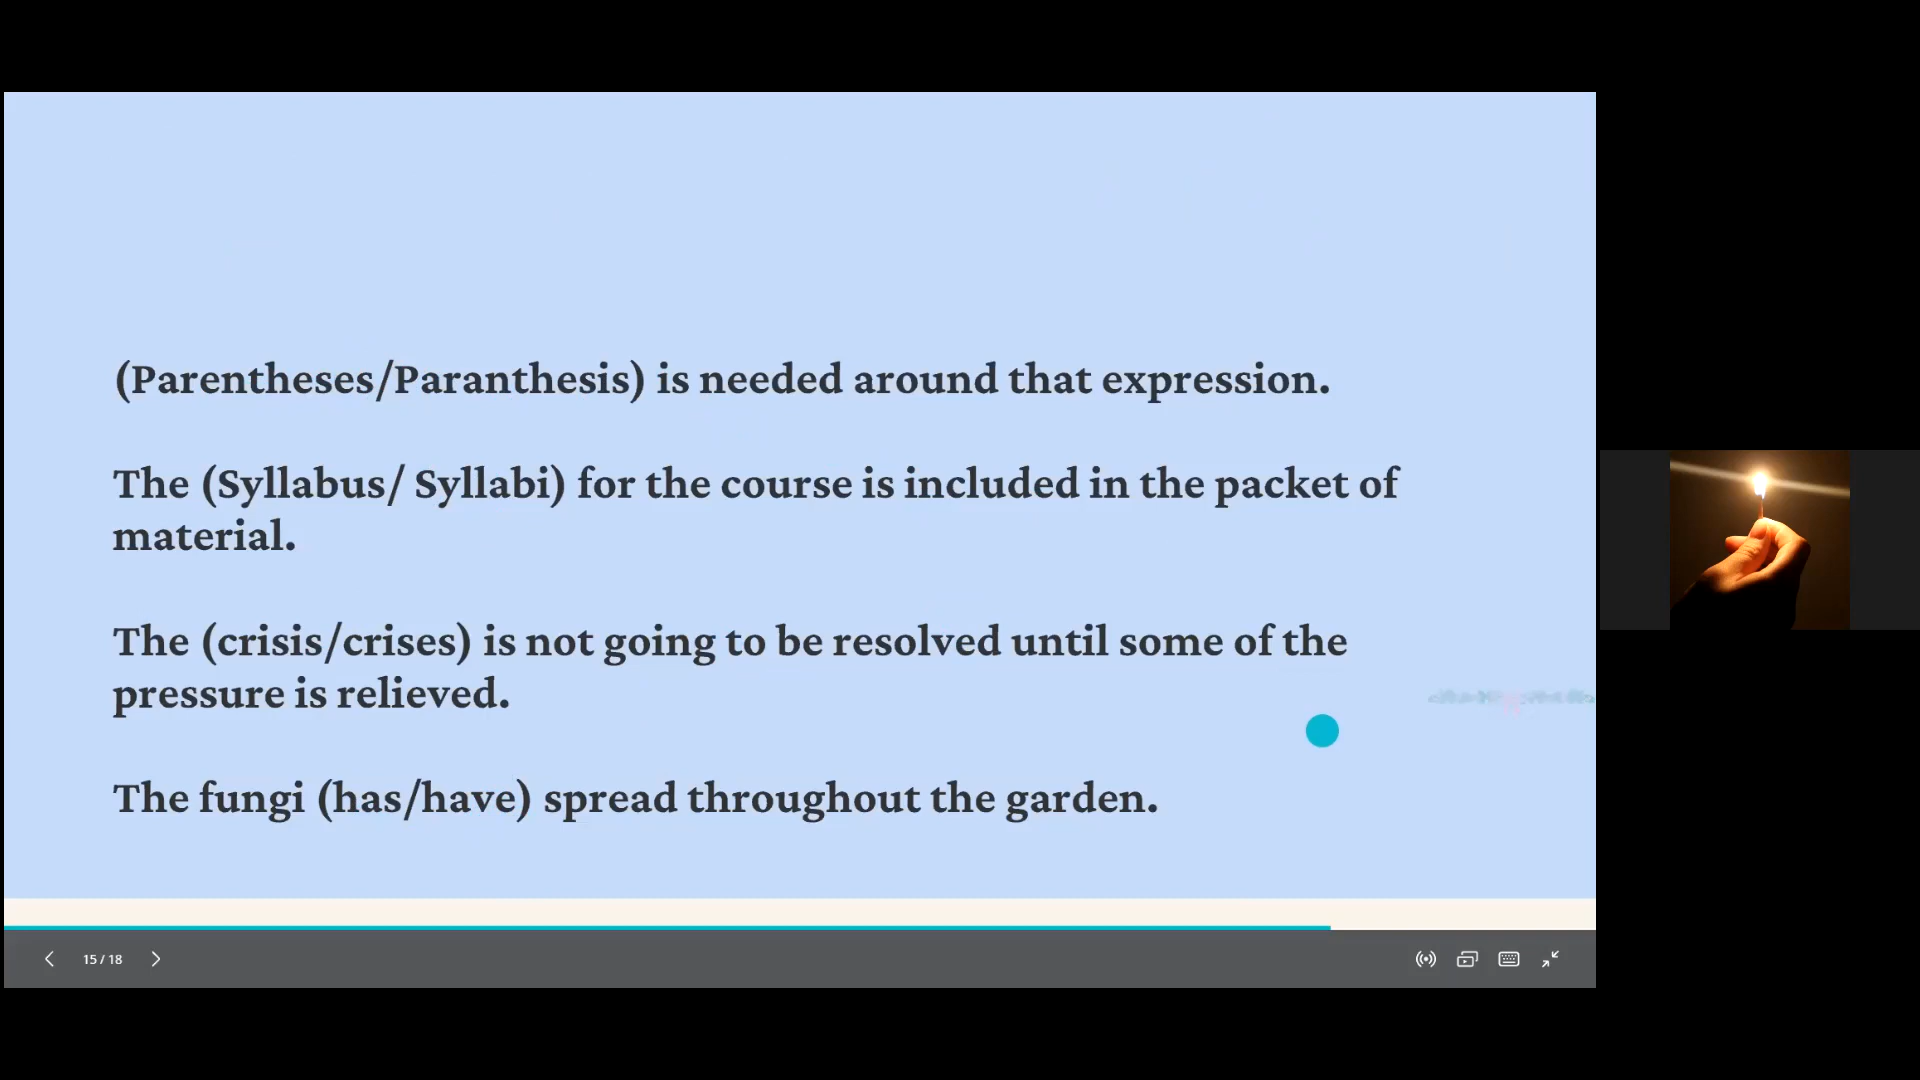 (Parentheses/Paranthesis) is needed around that expression.
The (Syllabus/ Syllabi) for the course is included in the packet of
material.
The (crisis/crises) is not going to be resolved until some of the
pressure is relieved.
The fungi (has/have) spread throughout the garden.
15 / 18